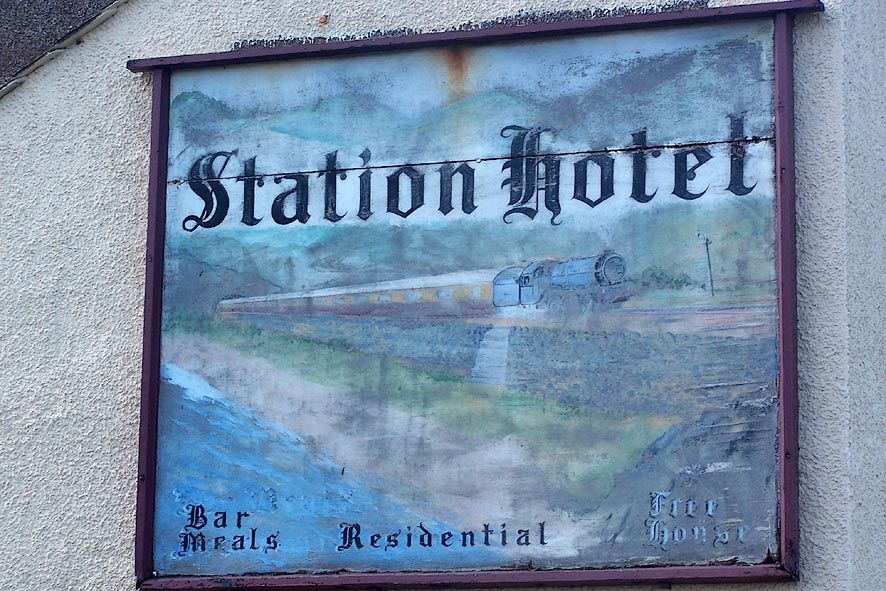 Station Hotel
Bar
Meals
Residential
Free
House